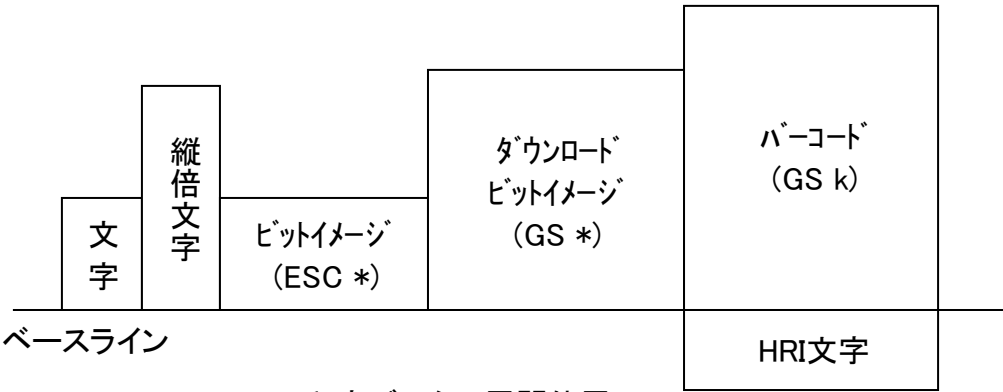 文
字
縦
倍
文
字
ﾋﾞｯﾄｲﾒｰｼﾞ
(ESC *)
ﾀﾞｳﾝﾛｰﾄﾞ
ﾋﾞｯﾄｲﾒｰｼﾞ
(GS *)
ﾊﾞｰｺｰﾄﾞ
(GS k)
ベースライン
HRI文字